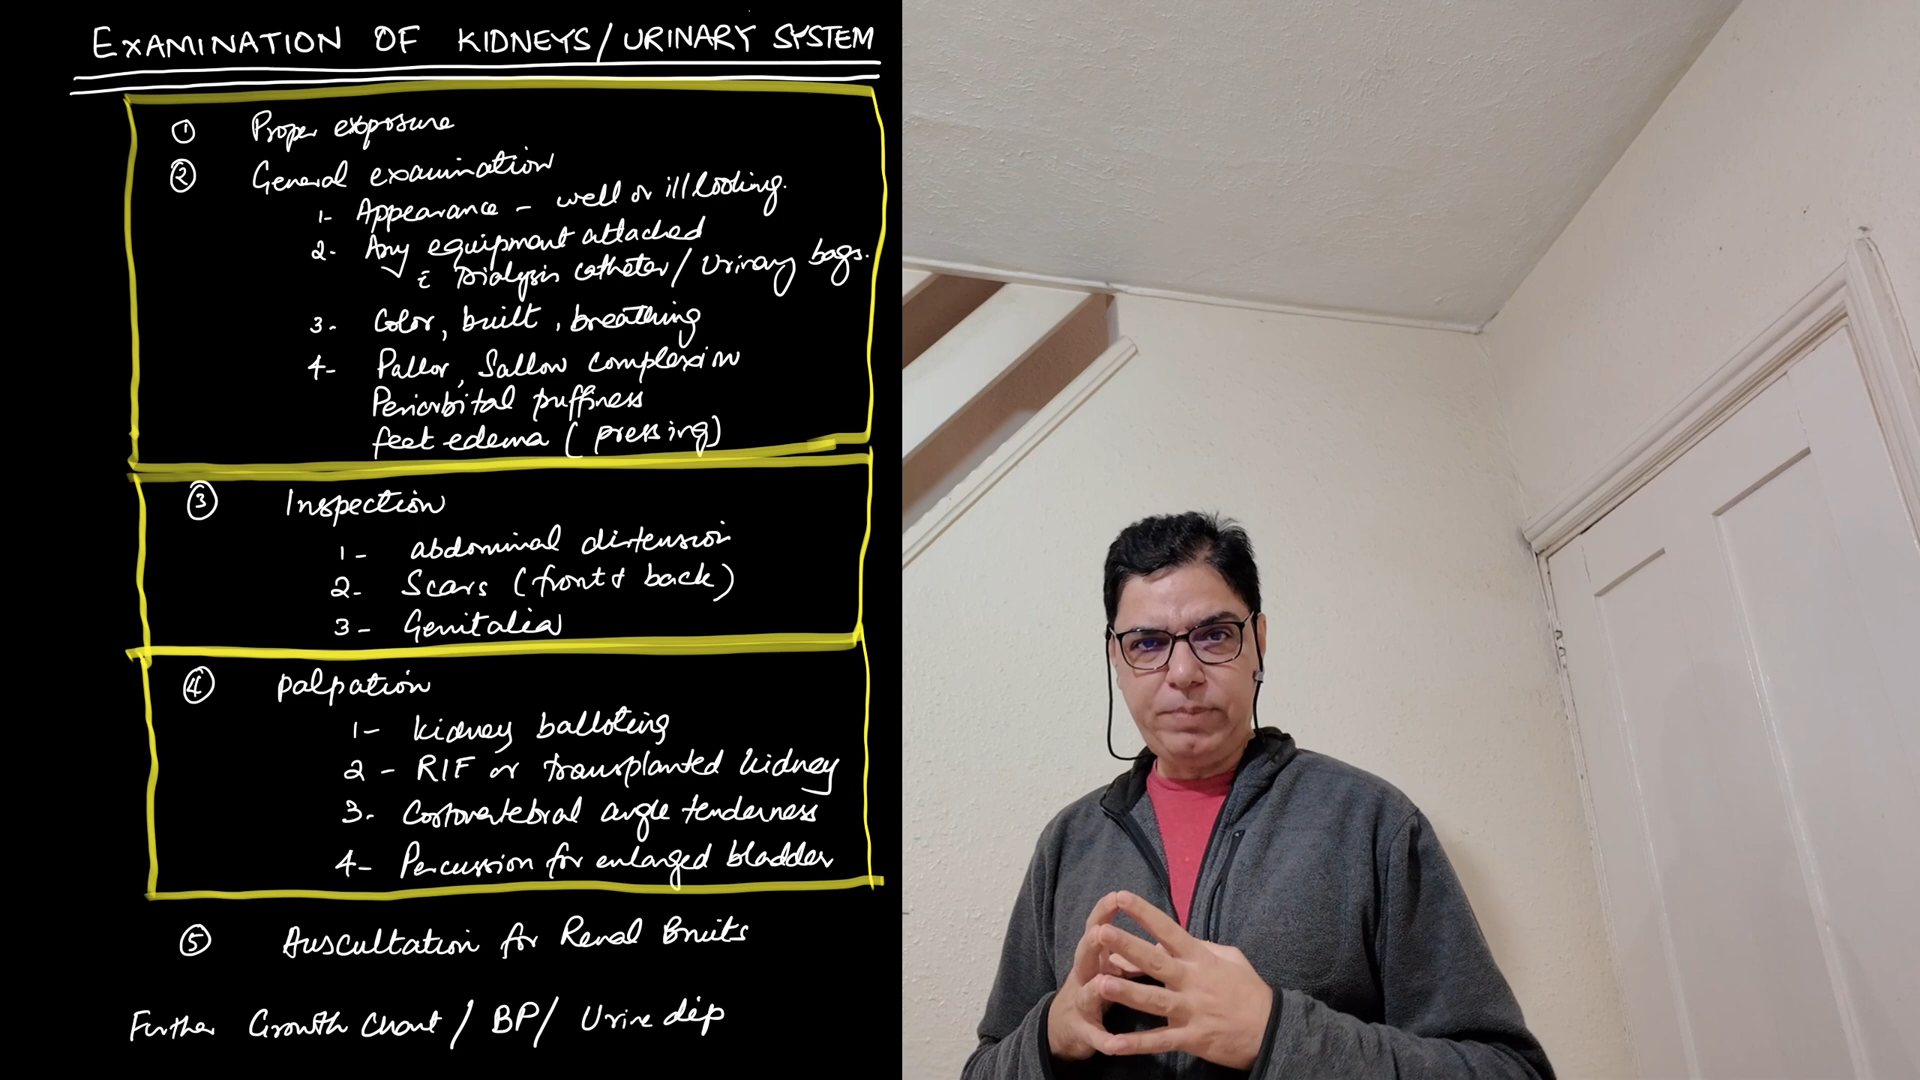 EXAMINATION OF KIDNEYS/URINARY SYSTEM
① Proper exposure
② General examination
1- Appearance - well or ill looking.
2. Any equipment attached
Dialysis catheter/Urinary bags.
3. Color, built, breathing
4- Pallor, Sallow complexion
Periorbital puffiness
feet edema (pressing)
③ Inspection
1- abdominal distension
2. Scars (front & back)
3- Genitalia
④ Palpation
1- Kidney balloting
2- RIF or transplanted kidney
3. Costovertebral angle tenderness
4- Percussion for enlarged bladder
⑤ Auscultation for Renal Bruits
Further Growth Chart/BP/Urine dip